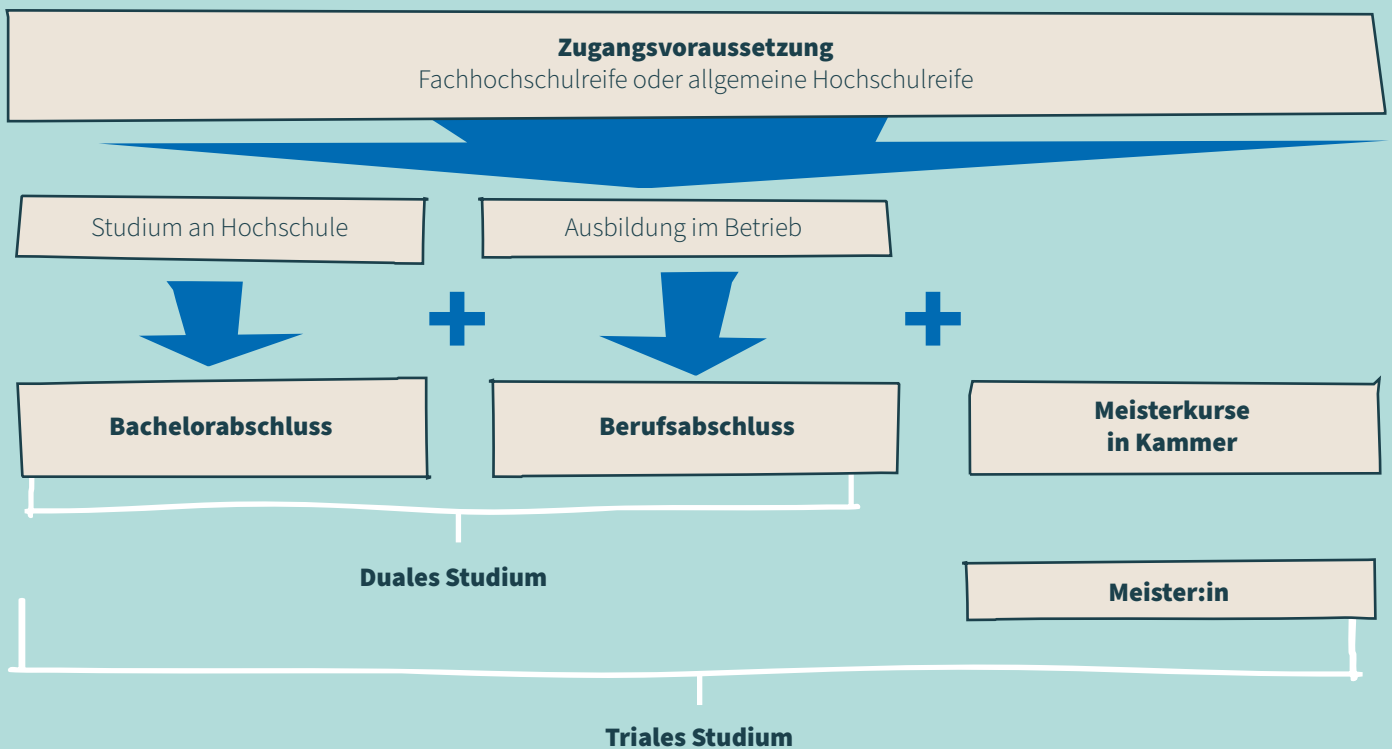 Zugangsvoraussetzung
Fachhochschulreife oder allgemeine Hochschulreife
Studium an Hochschule
Ausbildung im Betrieb
Bachelorabschluss
Berufsabschluss
Meisterkurse
in Kammer
Duales Studium
Meister:in
Triales Studium